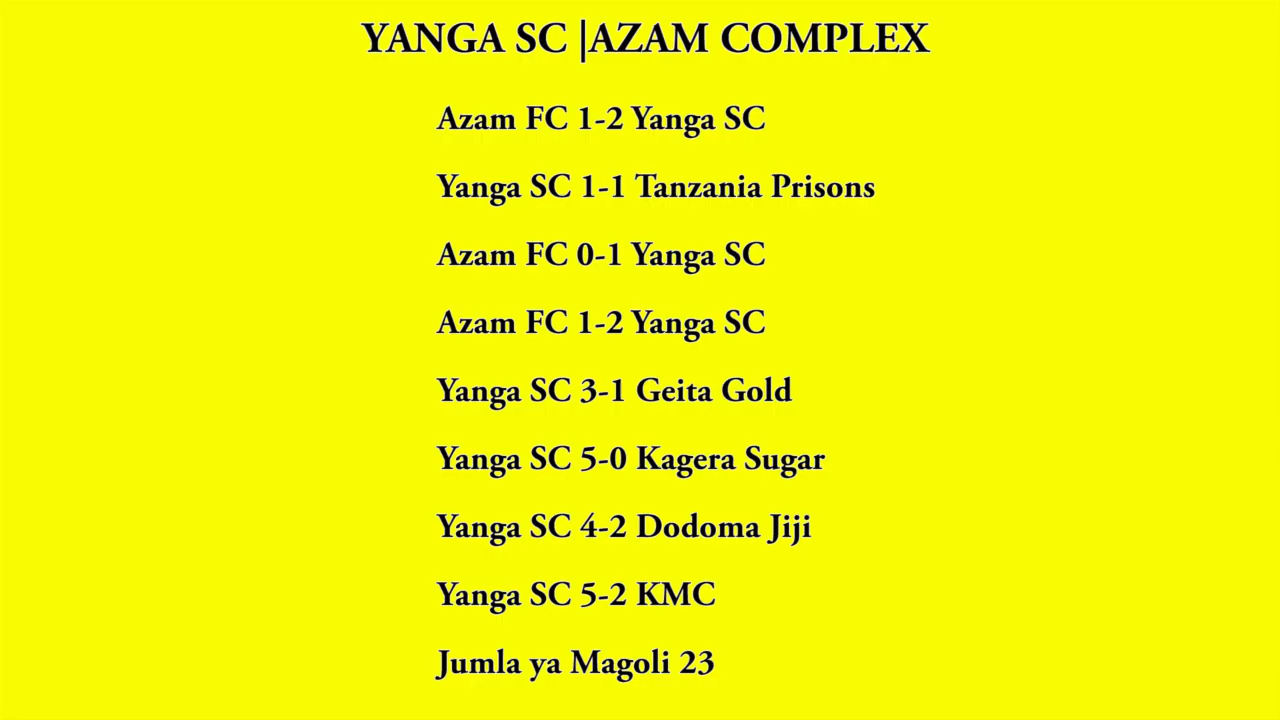 YANGA SC |AZAM COMPLEX
Azam FC 1-2 Yanga SC
Yanga SC 1-1 Tanzania Prisons
Azam FC 0-1 Yanga SC
Azam FC 1-2 Yanga SC
Yanga SC 3-1 Geita Gold
Yanga SC 5-0 Kagera Sugar
Yanga SC 4-2 Dodoma Jiji
Yanga SC 5-2 KMC
Jumla ya Magoli 23